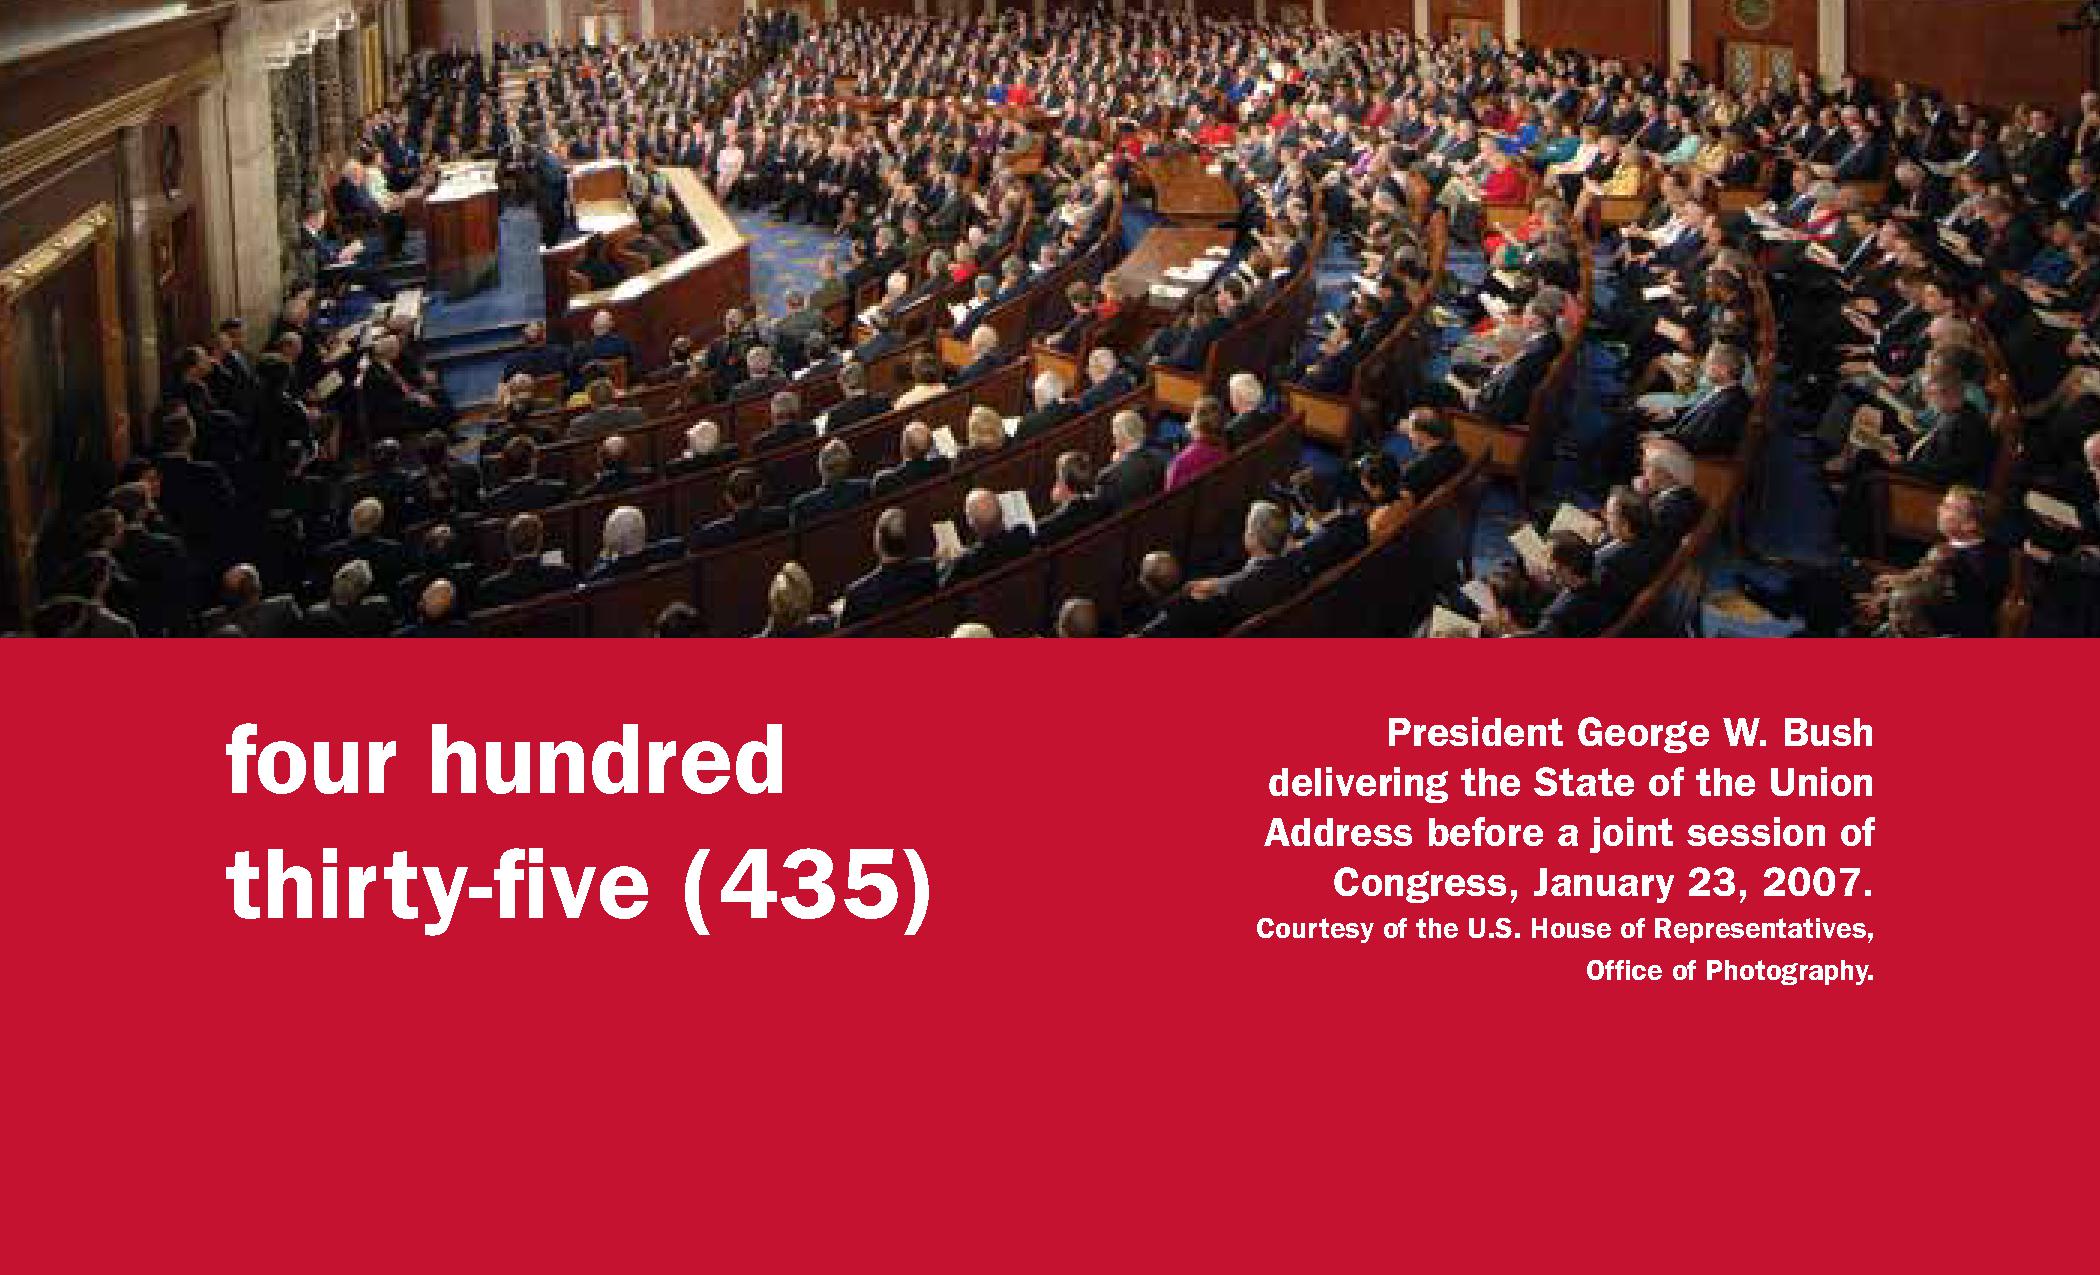 four hundred
thirty-five (435)
President George W. Bush
delivering the State of the Union
Address before a joint session of
Congress, January 23, 2007.
Courtesy of the U.S. House of Representatives,
Office of Photography.